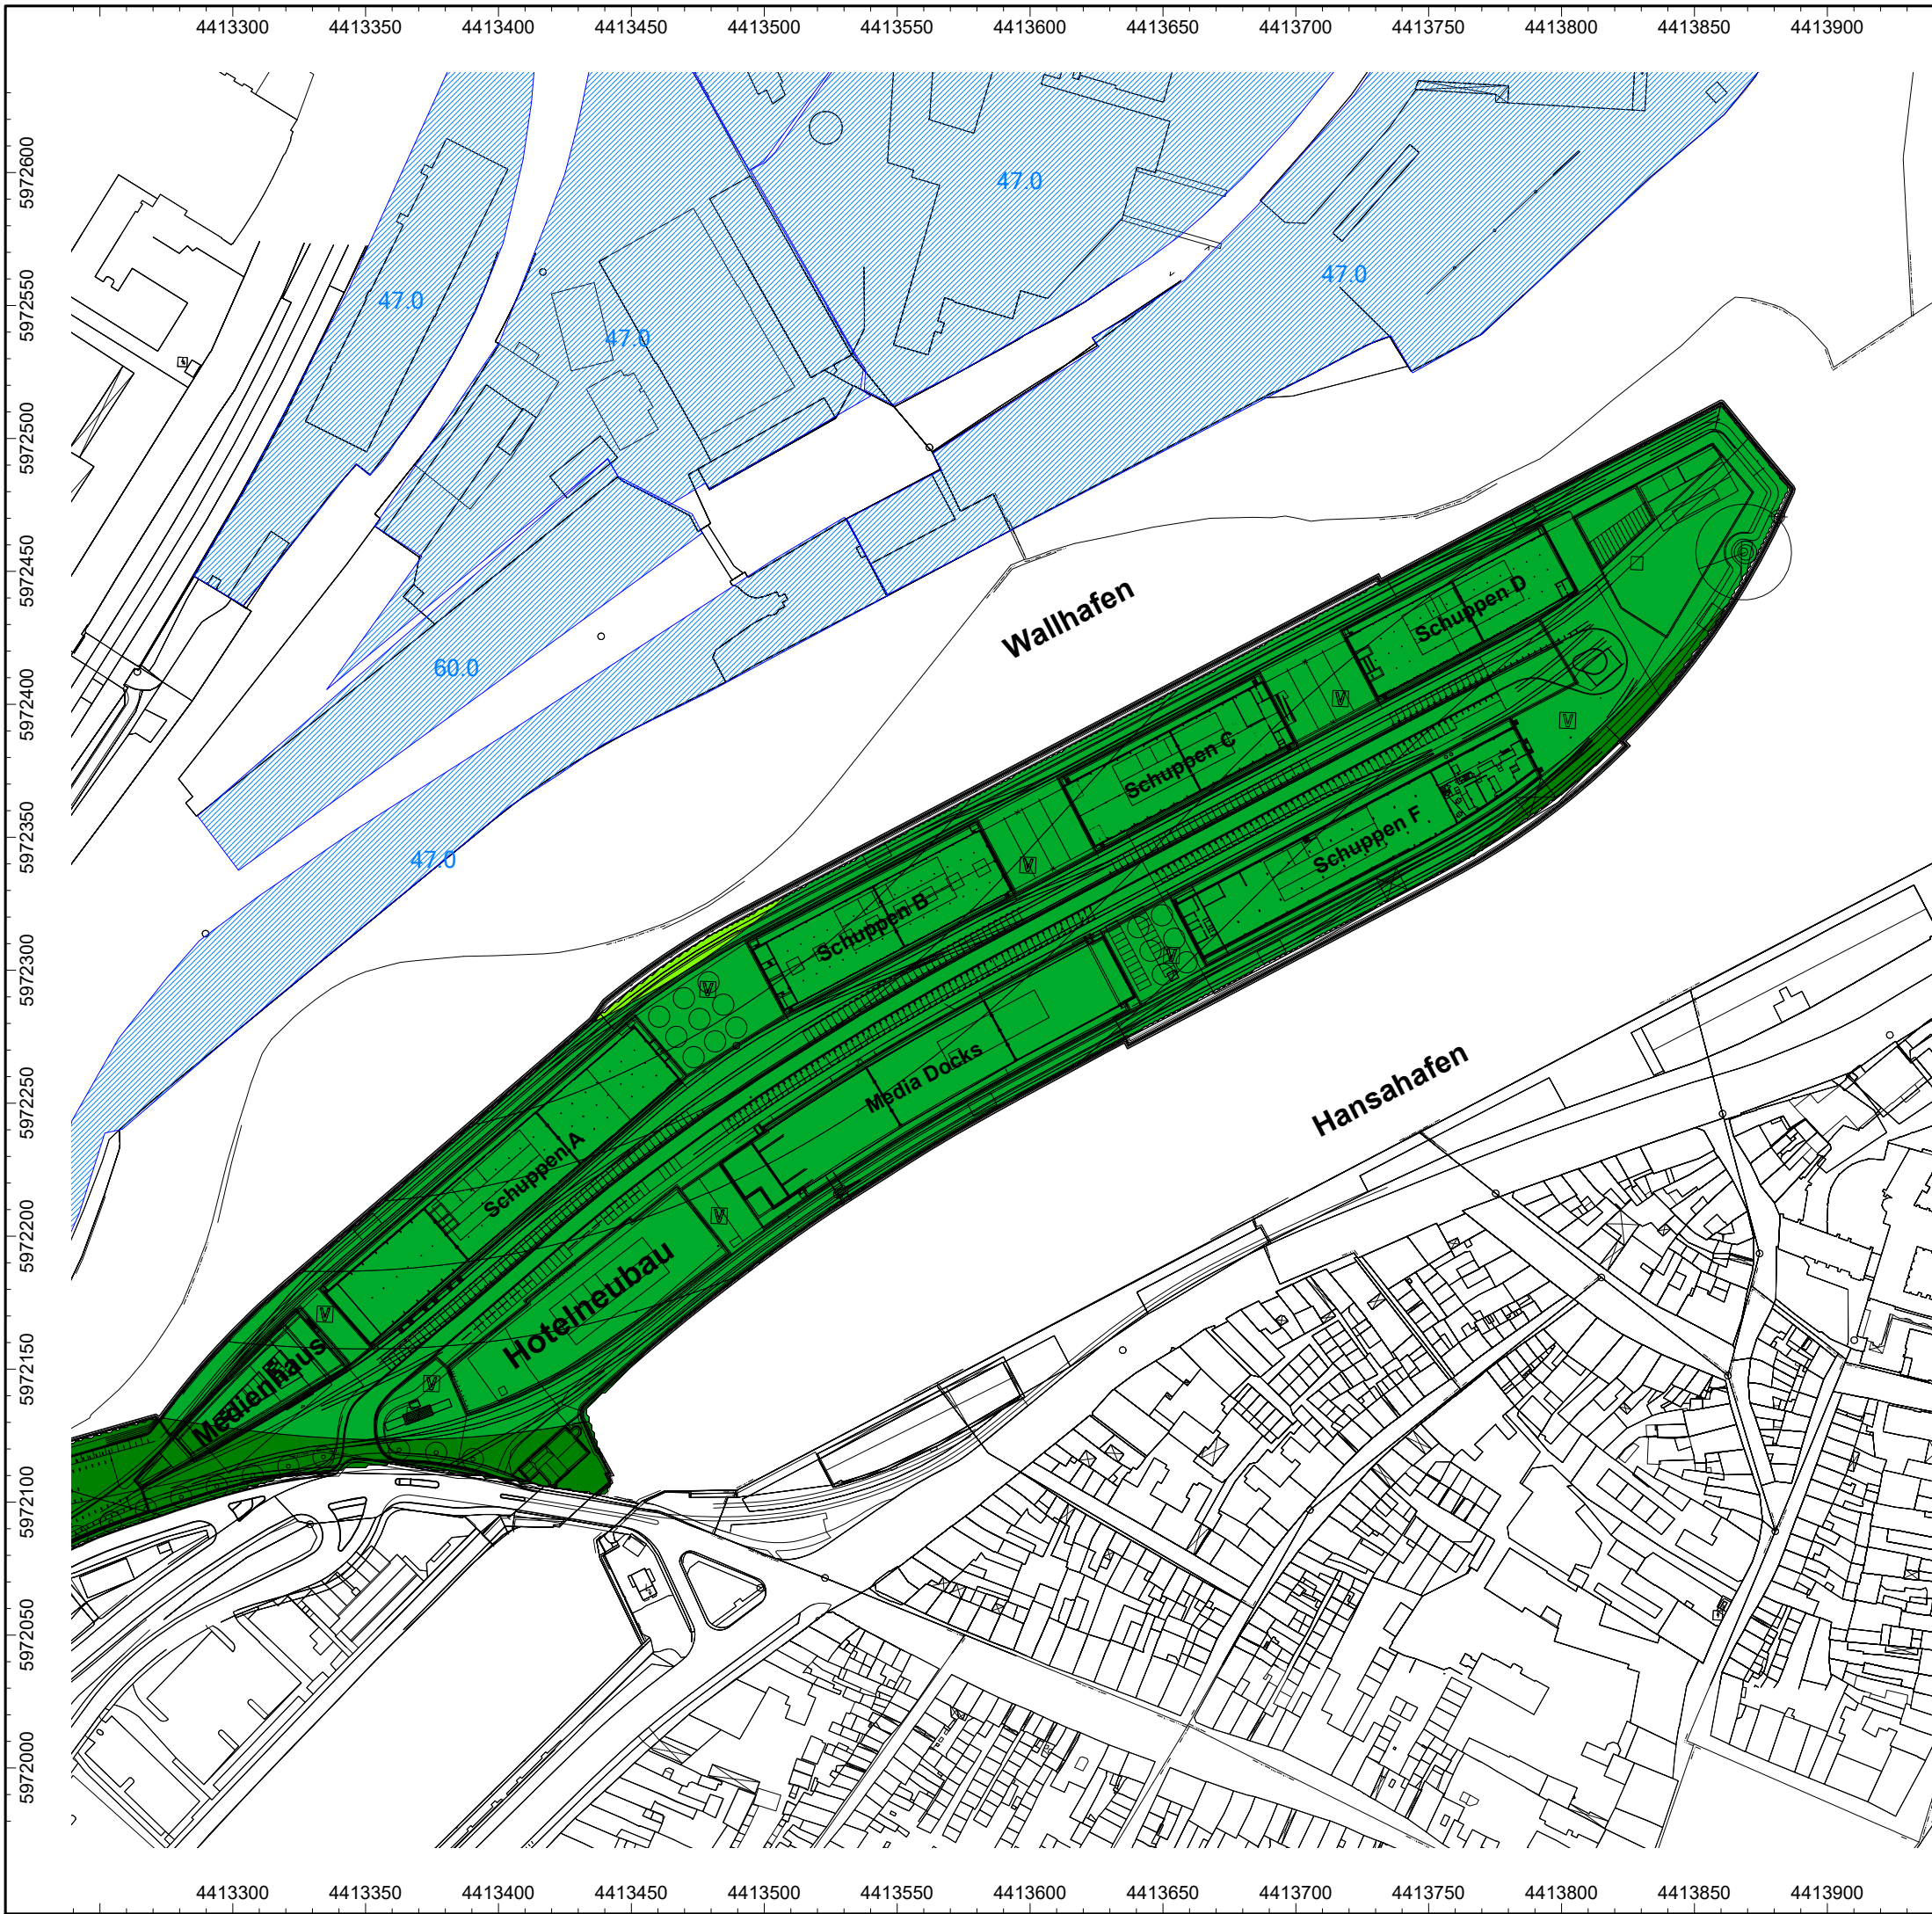 4413300 4413350 4413400 4413450 4413500 4413550 4413600 4413650 4413700 4413750 4413800 4413850 4413900
5972600
5972550
5972500
5972450
5972400
5972350
5972300
5972250
5972200
5972150
5972100
5972050
5972000
47.0
47.0
47.0
47.0
60.0
47.0
Wallhafen
Schuppen D
V
V
Schuppen C
Schuppen F
V
Schuppen B
V
V
Media Docks
Hansahafen
Schuppen A
V
Hotelneubau
V
Medienhaus
V
4413300 4413350 4413400 4413450 4413500 4413550 4413600 4413650 4413700 4413750 4413800 4413850 4413900